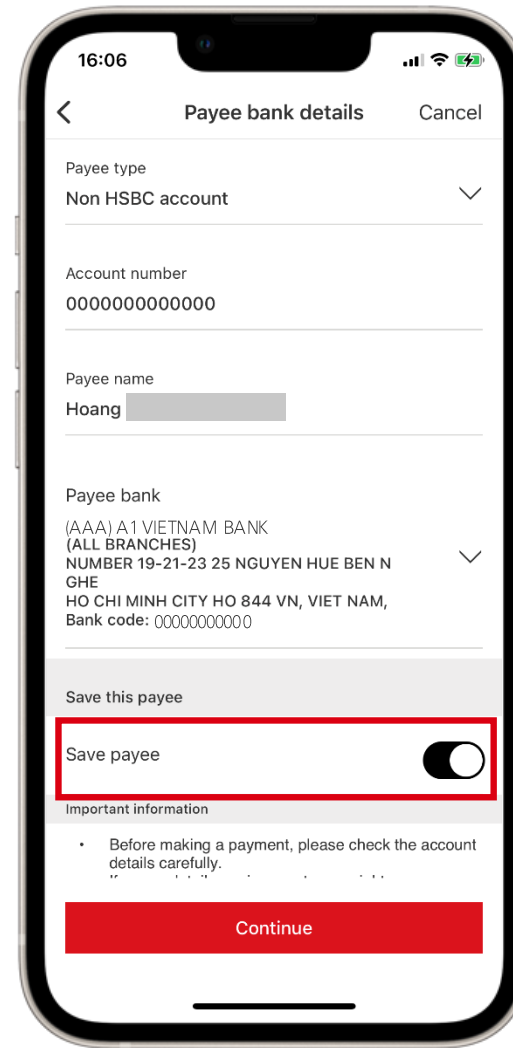 16:06
Payee bank details
Cancel
Payee type
Non HSBC account
Account number
0000000000000
Payee name
Hoang
Payee bank
(AAA) A1 VIETNAM BANK
(ALL BRANCHES)
NUMBER 19-21-23 25 NGUYEN HUE BEN N
GHE
HO CHI MINH CITY HO 844 VN, VIET NAM,
Bank code: 00000000000
Save this payee
Save payee
Important information
• Before making a payment, please check the account
details carefully.
Continue